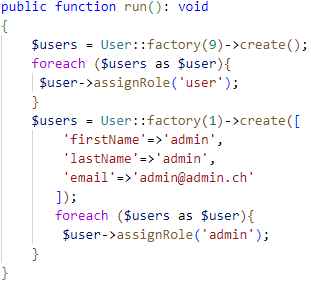 public function run(): void
{
    $users = User::factory(9)->create();
    foreach ($users as $user){
     $user->assignRole('user');
    }
    $users = User::factory(1)->create([
        'firstName'=>'admin',
        'lastName'=>'admin',
        'email'=>'admin@admin.ch'
       ]);
       foreach ($users as $user){
        $user->assignRole('admin');
    }
}